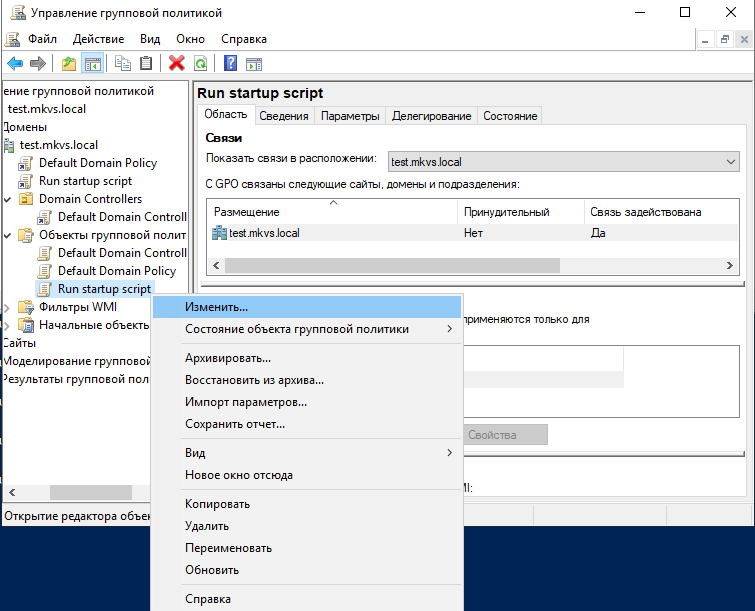 Управление групповой политикой
Файл Действие Вид Окно Справка
ение групповой политикой
test.mkvs.local
Домены
test.mkvs.local
Default Domain Policy
Run startup script
Domain Controllers
Default Domain Controll
Объекты групповой полит
Default Domain Controll
Default Domain Policy
Run startup script
Фильтры WMI
Начальные объекть
Сайты
Моделирование групповой
Результаты групповой пол
Run startup script
Область Сведения Параметры Делегирование Состояние
Связи
Показать связи в расположении: test.mkvs.local
С GPO связаны следующие сайты, домены и подразделения:
Размещение Принудительный Связь задействована
test.mkvs.local Нет Да
применяются только для
Свойства
MI:
Изменить...
Состояние объекта групповой политики
Архивировать...
Восстановить из архива...
Импорт параметров...
Сохранить отчет...
Вид
Новое окно отсюда
Копировать
Удалить
Переименовать
Обновить
Справка
Открытие редактора объек